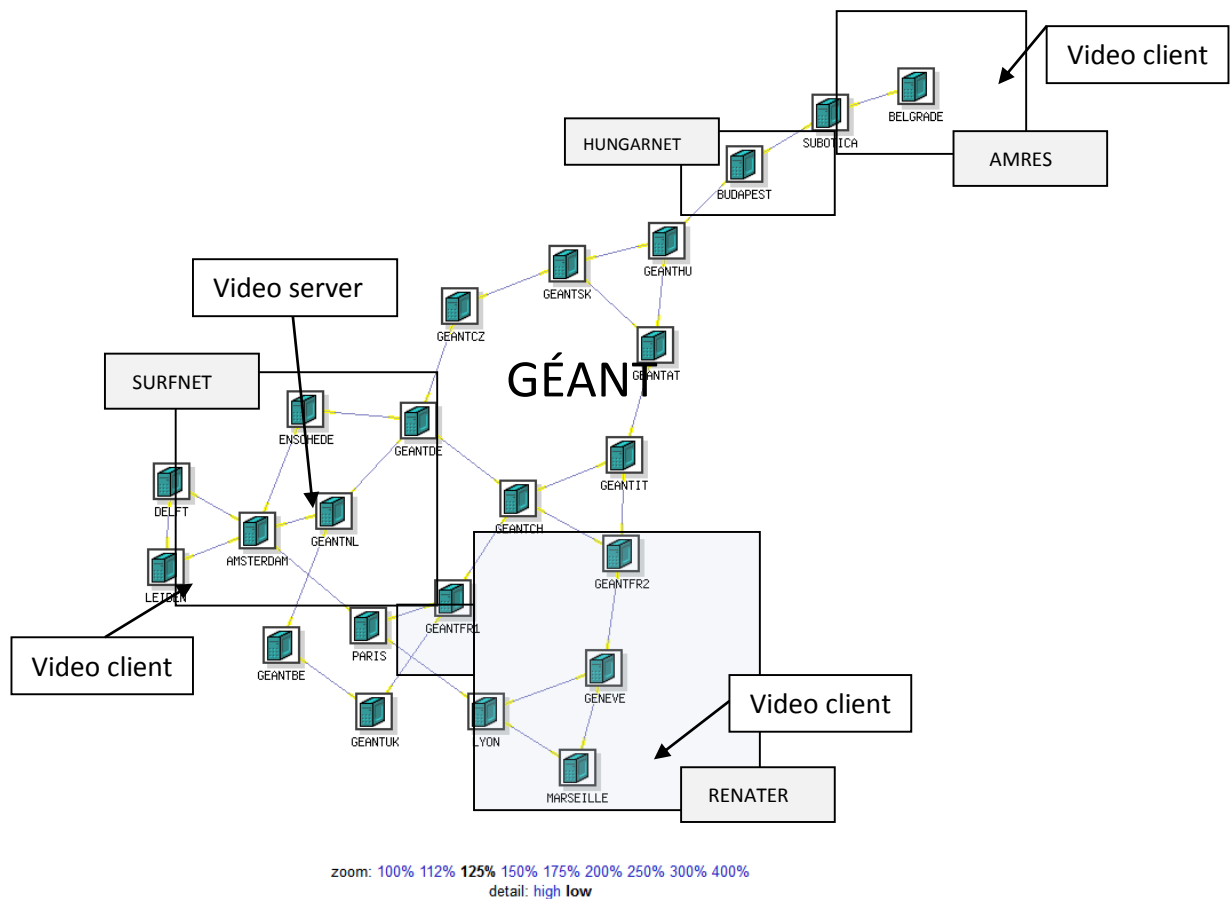 Video client
BELGRADE
SUBOTICA
HUNGARNET
AMRES
BUDAPEST
GEANTHU
GEANTSK
Video server
GEANTCZ
GEANTAT
GÉANT
SURFNET
ENSCHEDE
GEANTDE
GEANTIT
DELFT
GEANTCH
GEANTNL
AMSTERDAM
GEANTFR2
LEIDEN
GEANTFR1
Video client
PARIS
GEANTBE
GENEVE
Video client
GEANTUK
LYON
MARSEILLE
RENATER
zoom: 100% 112% 125% 150% 175% 200% 250% 300% 400%
detail: high low